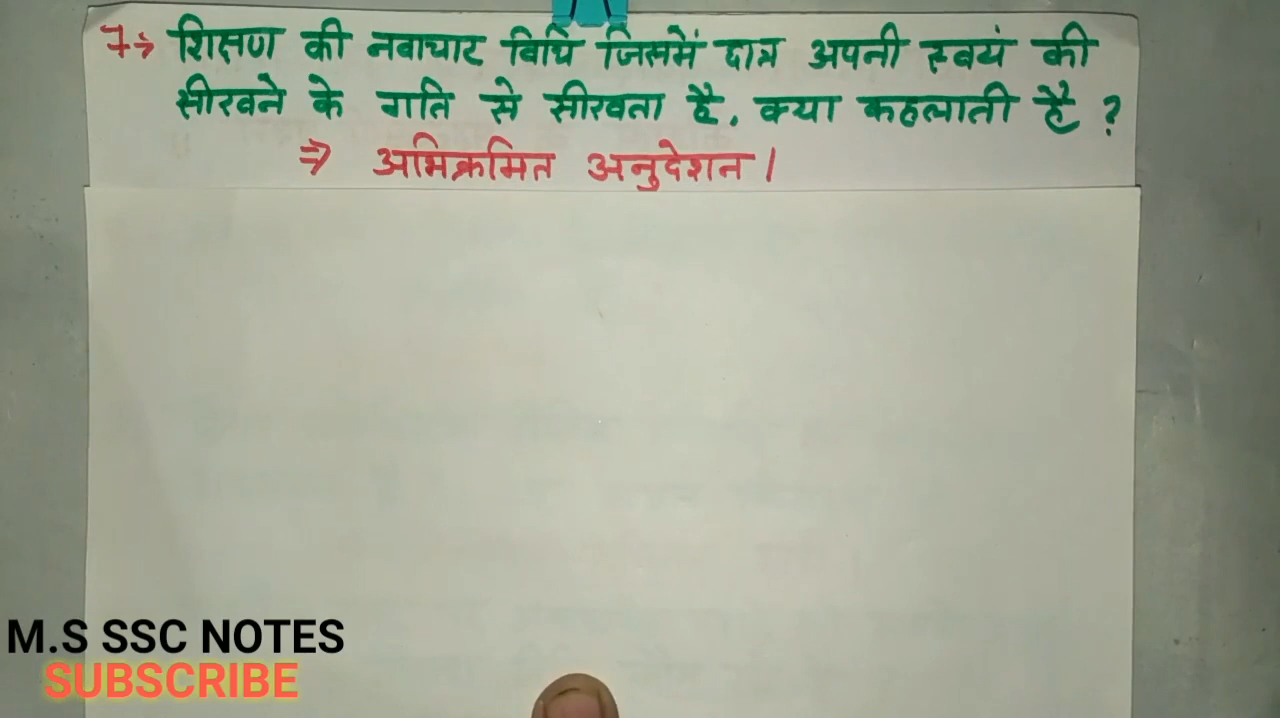 7⇒ शिक्षण की नवाचार विधि जिसमें छात्र अपनी स्वयं की
सीखने के गति से सीखता है, क्या कहलाती है ?
⇒ अभिक्रमित अनुदेशन।
M.S SSC NOTES
SUBSCRIBE